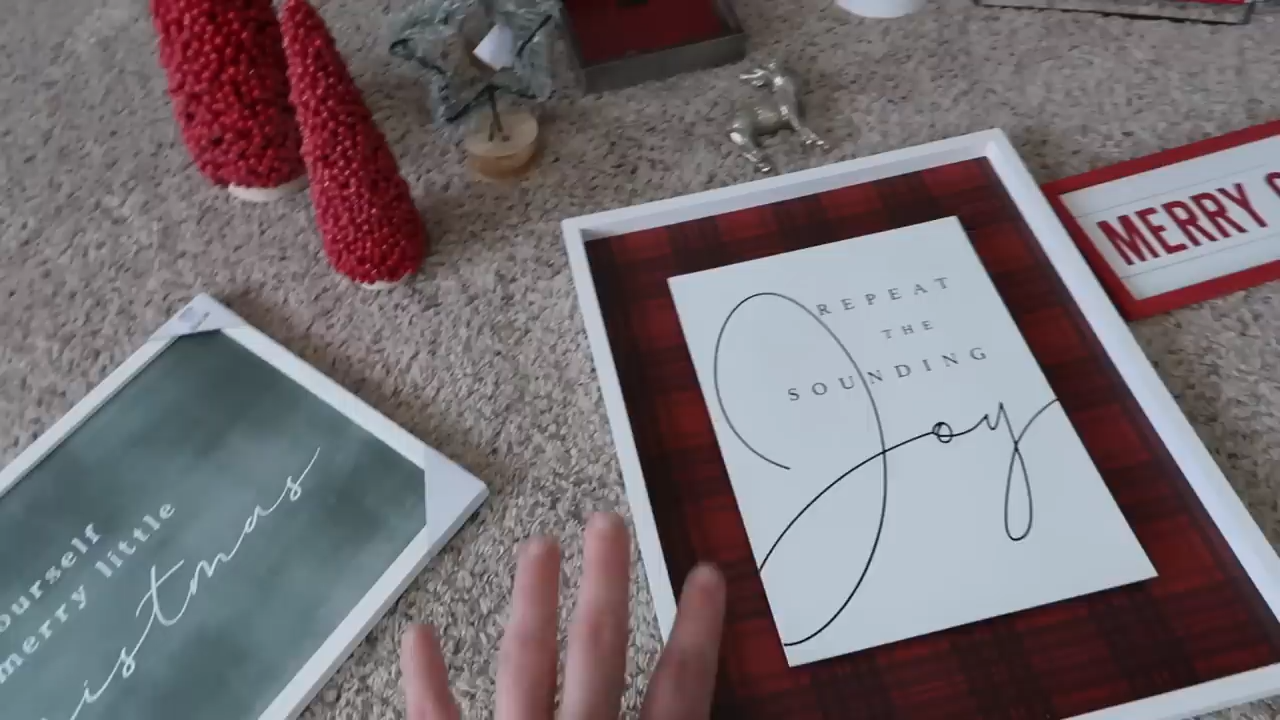 REPEAT
THE
SOUNDING
Joy
MERRY
ourself
merry little
istmas